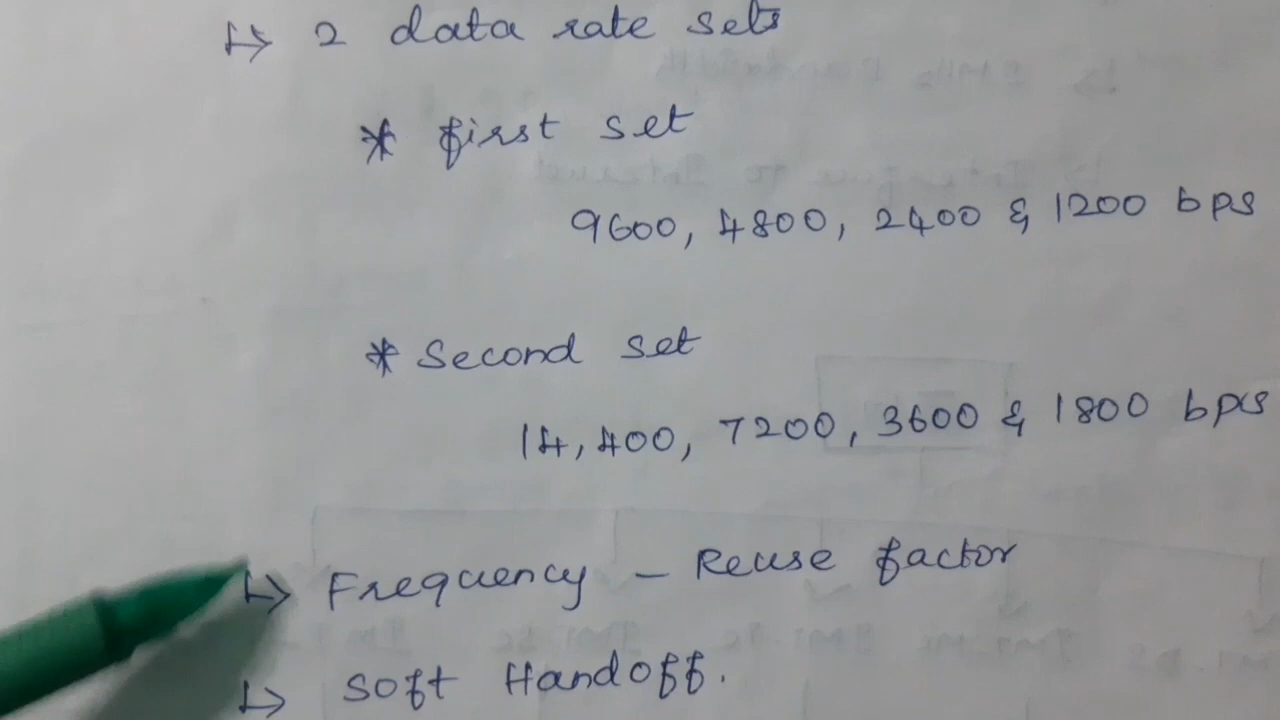 ↳ 2 data rate sets
* first set
9600, 4800, 2400 & 1200 bps
* Second set
14,400, 7200, 3600 & 1800 bps
↳ Frequency - Reuse factor
↳ Soft Handoff.